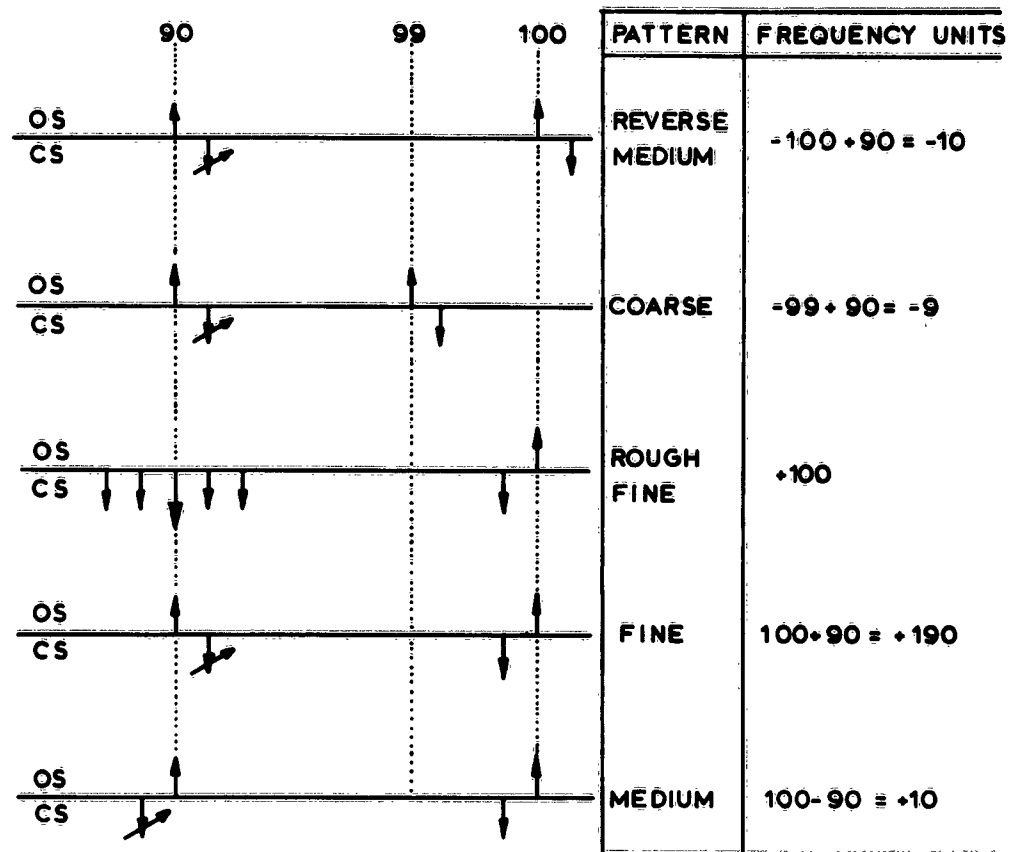 90 99 100 PATTERN FREQUENCY UNITS
OS
CS
REVERSE
MEDIUM
-100+90 = -10
OS
CS
COARSE
-99+90 = -9
OS
CS
ROUGH
FINE
+100
OS
CS
FINE
100+90 = +190
OS
CS
MEDIUM
100-90 = +10